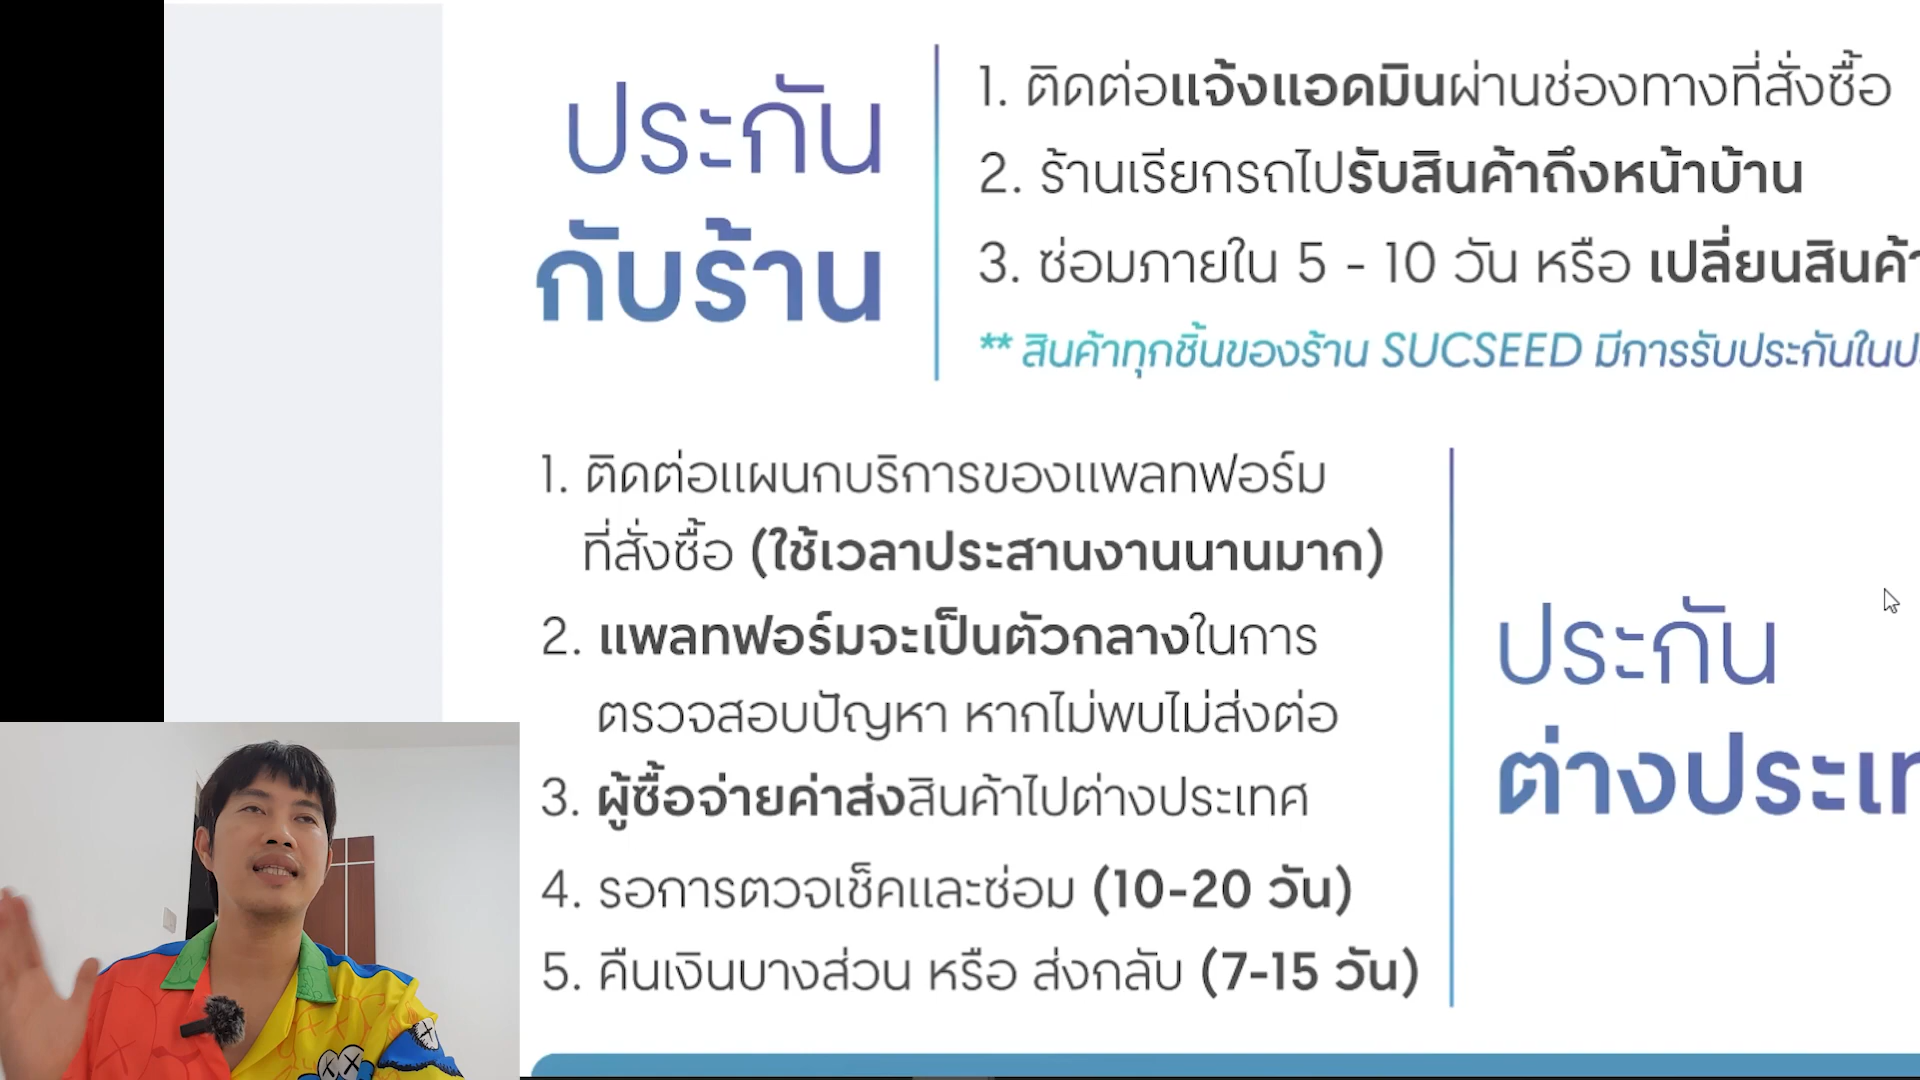 ประกัน
กับร้าน
1. ติดต่อแจ้งแอดมินผ่านช่องทางที่สั่งซื้อ
2. ร้านเรียกรถไปรับสินค้าถึงหน้าบ้าน
3. ซ่อมภายใน 5 - 10 วัน หรือ เปลี่ยนสินค้า
** สินค้าทุกชิ้นของร้าน SUCSEED มีการรับประกันในป
1. ติดต่อแผนกบริการของแพลทฟอร์ม
ที่สั่งซื้อ (ใช้เวลาประสานงานนานมาก)
2. แพลทฟอร์มจะเป็นตัวกลางในการ
ตรวจสอบปัญหา หากไม่พบไม่ส่งต่อ
3. ผู้ซื้อจ่ายค่าส่งสินค้าไปต่างประเทศ
4. รอการตวจเช็คและซ่อม (10-20 วัน)
5. คืนเงินบางส่วน หรือ ส่งกลับ (7-15 วัน)
ประกัน
ต่างประเท